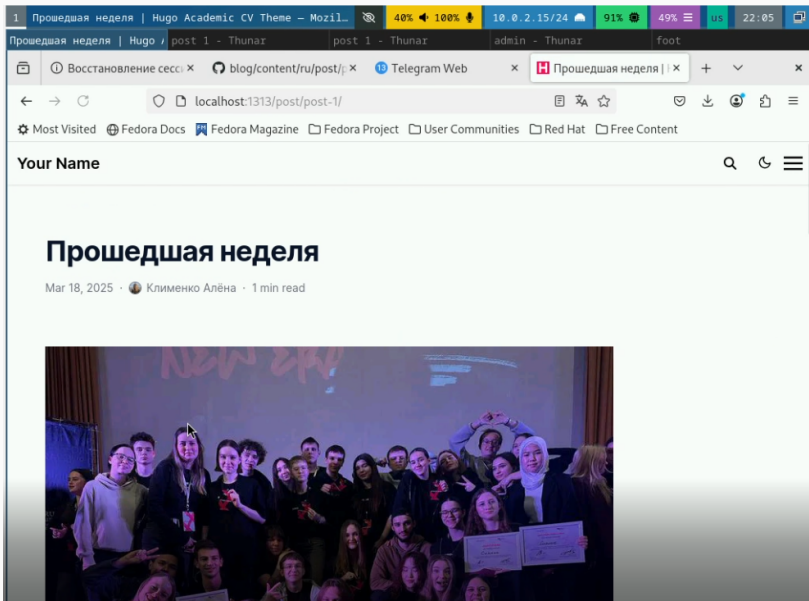 1 Прошедшая неделя | Hugo Academic CV Theme — Mozil… 40% 100% 10.0.2.15/24 91% 49% us 22:05
Прошедшая неделя | Hugo post 1 - Thunar post 1 - Thunar admin - Thunar foot
Восстановление сесс blog/content/ru/post/p 13 Telegram Web Прошедшая неделя |
localhost:1313/post/post-1/
Most Visited Fedora Docs Fedora Magazine Fedora Project User Communities Red Hat Free Content
Your Name
Прошедшая неделя
Mar 18, 2025 · Клименко Алёна · 1 min read
NEW ERA